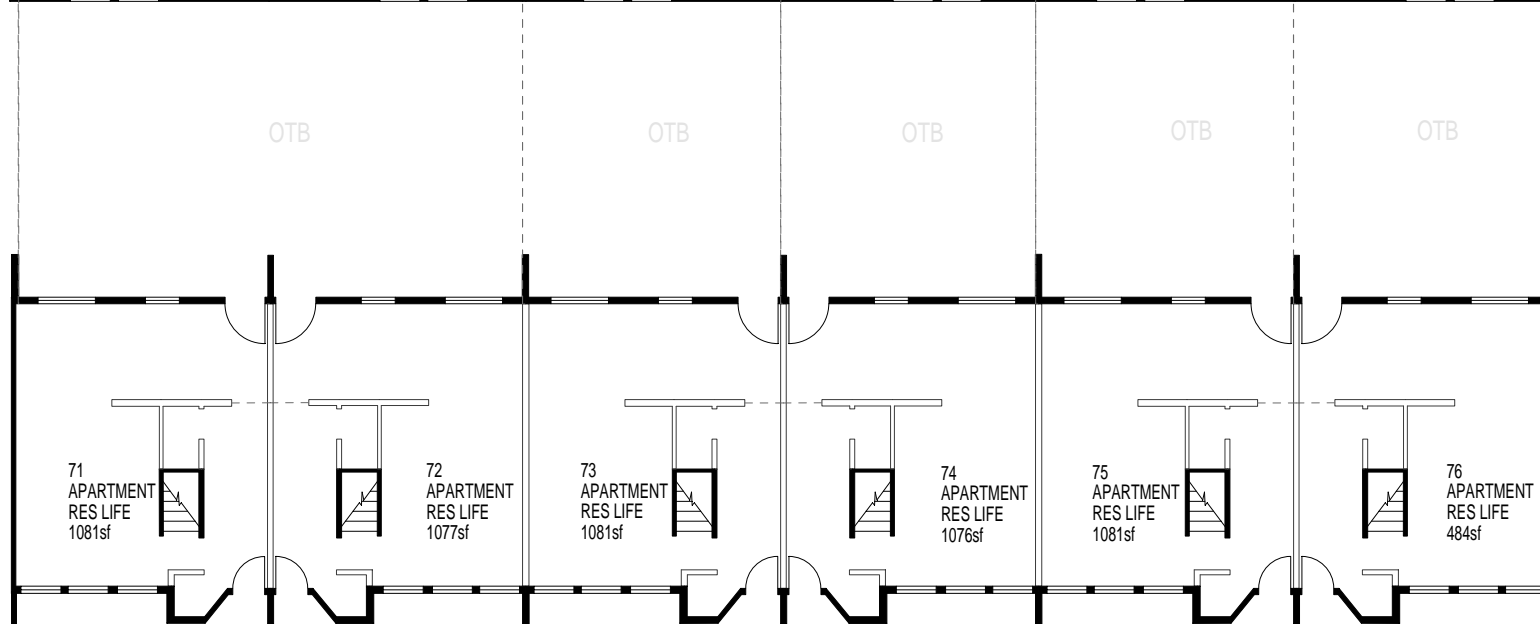 OTB
OTB
OTB
OTB
OTB
71
APARTMENT
RES LIFE
1081sf
72
APARTMENT
RES LIFE
1077sf
73
APARTMENT
RES LIFE
1081sf
74
APARTMENT
RES LIFE
1076sf
75
APARTMENT
RES LIFE
1081sf
76
APARTMENT
RES LIFE
484sf